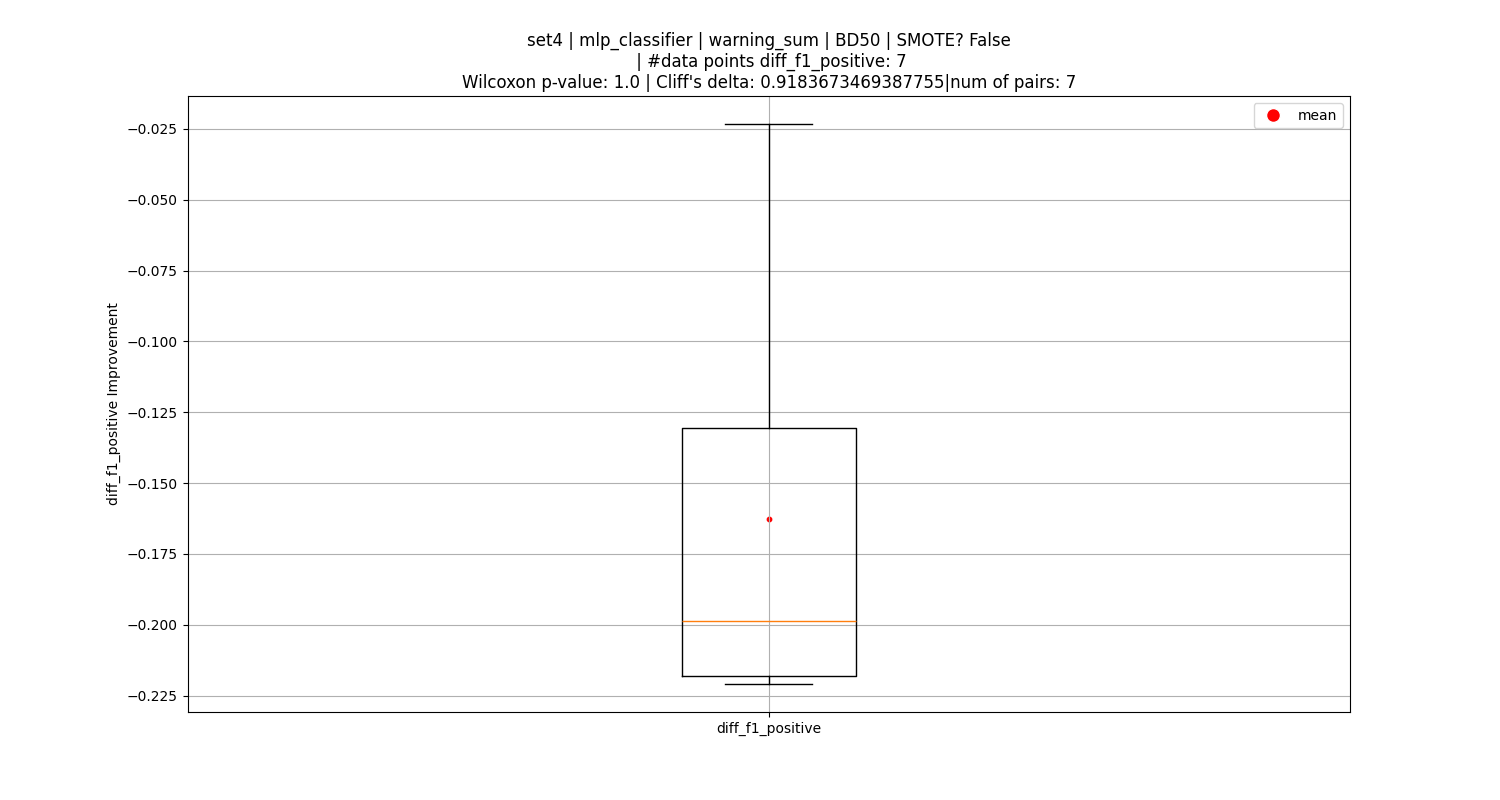 set4 | mlp_classifier | warning_sum | BD50 | SMOTE? False
| #data points diff_f1_positive: 7
Wilcoxon p-value: 1.0 | Cliff's delta: 0.9183673469387755|num of pairs: 7
mean
−0.025
−0.050
−0.075
−0.100
−0.125
−0.150
−0.175
−0.200
−0.225
diff_f1_positive Improvement
diff_f1_positive